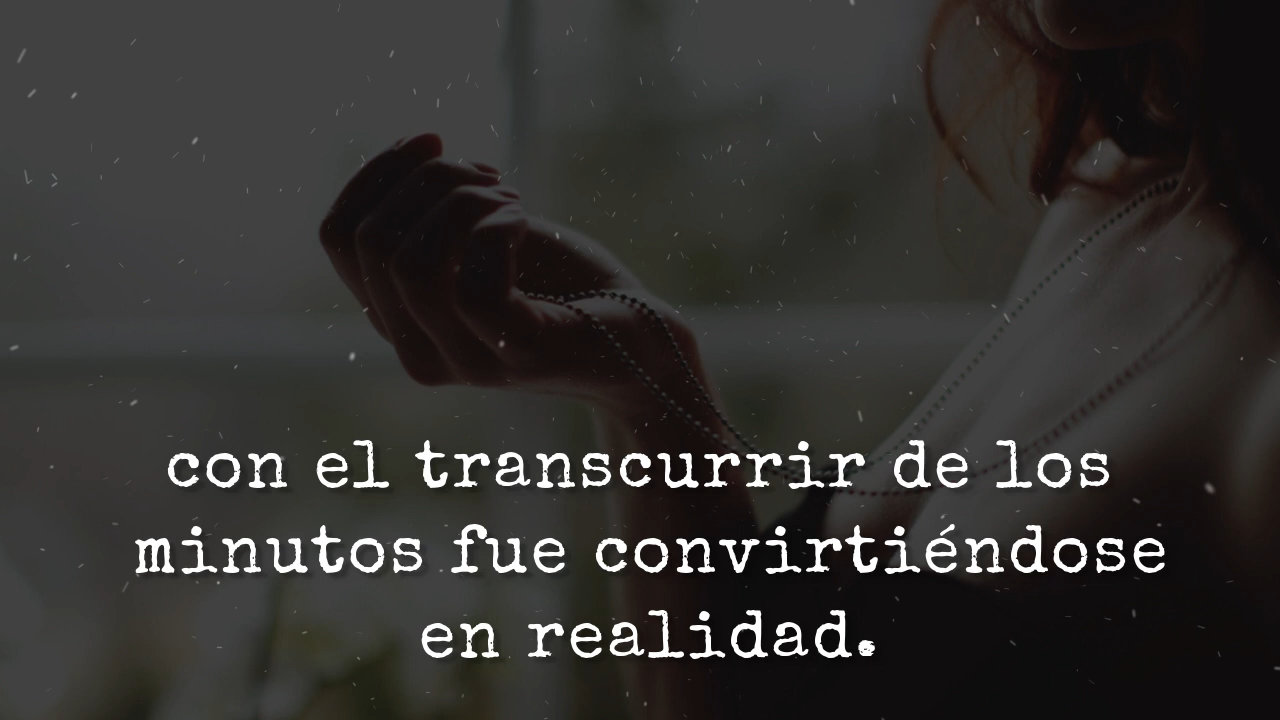 con el transcurrir de los
minutos fue convirtiéndose
en realidad.